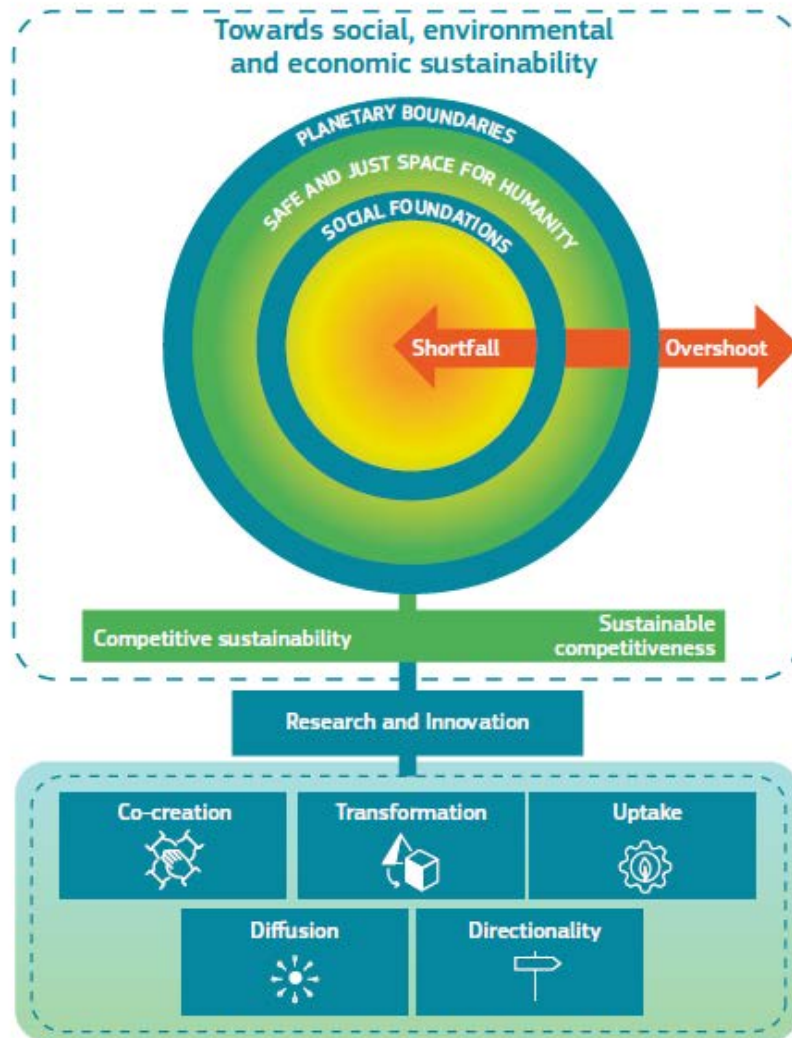 Towards social, environmental
and economic sustainability
PLANETARY BOUNDARIES
SAFE AND JUST SPACE FOR HUMANITY
SOCIAL FOUNDATIONS
Shortfall
Overshoot
Competitive sustainability
Sustainable
competitiveness
Research and Innovation
Co-creation
Transformation
Uptake
Diffusion
Directionality